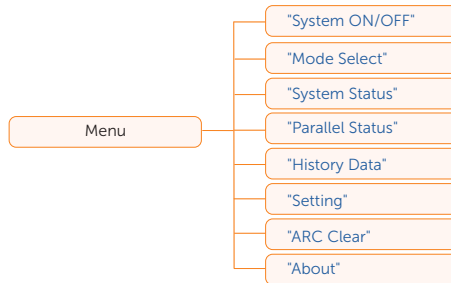 "System ON/OFF"
"Mode Select"
"System Status"
"Parallel Status"
Menu
"History Data"
"Setting"
"ARC Clear"
"About"